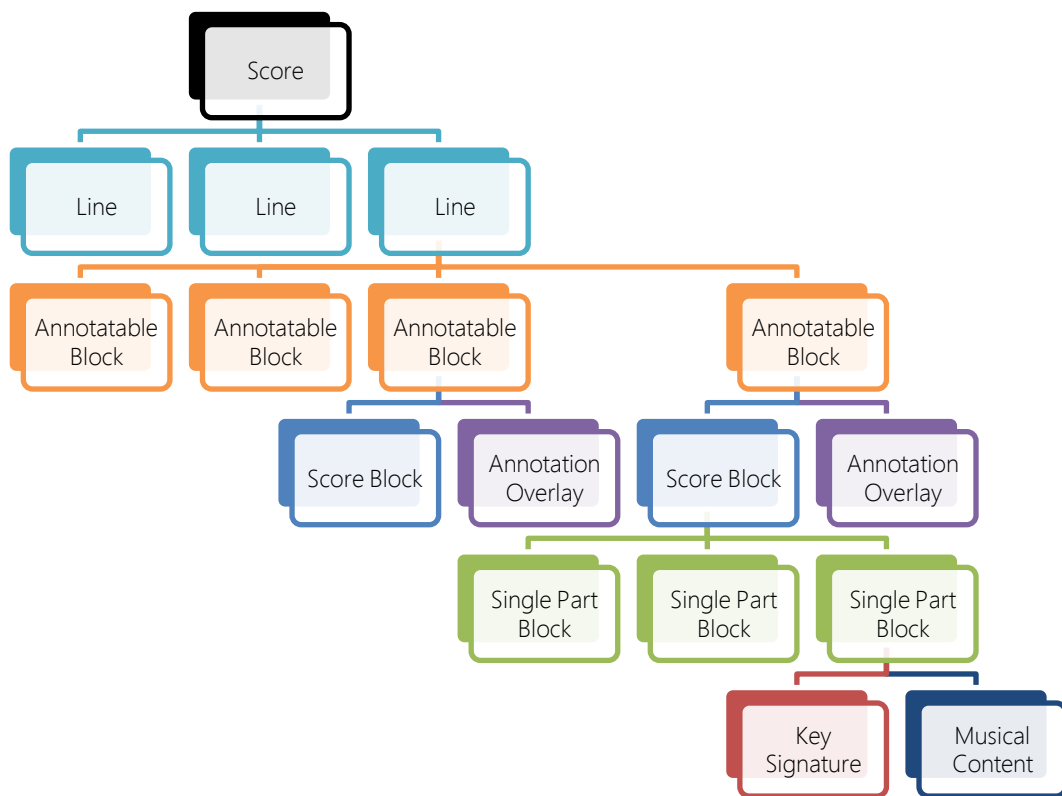 Score
Line
Line
Line
Annotatable
Block
Annotatable
Block
Annotatable
Block
Annotatable
Block
Score Block
Annotation
Overlay
Score Block
Annotation
Overlay
Single Part
Block
Single Part
Block
Single Part
Block
Key
Signature
Musical
Content